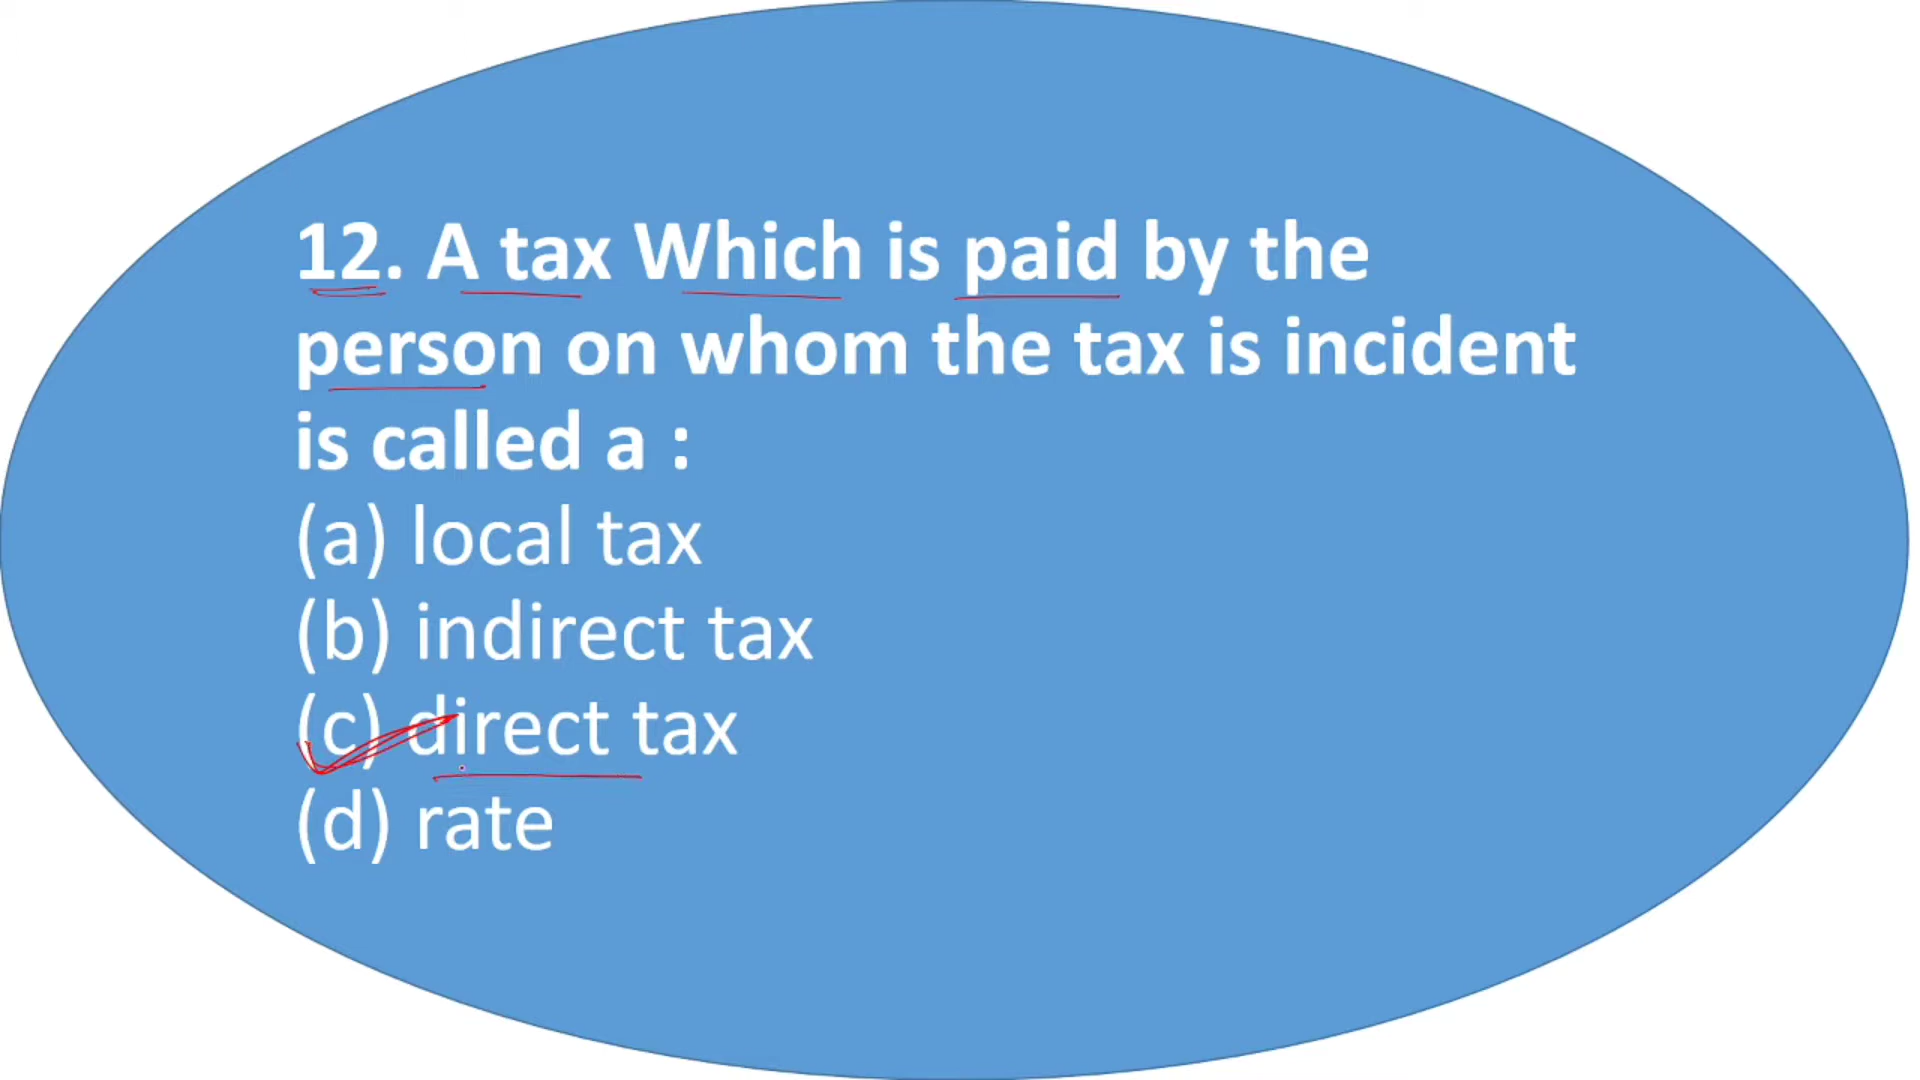 12. A tax Which is paid by the
person on whom the tax is incident
is called a :
(a) local tax
(b) indirect tax
(c) direct tax
(d) rate